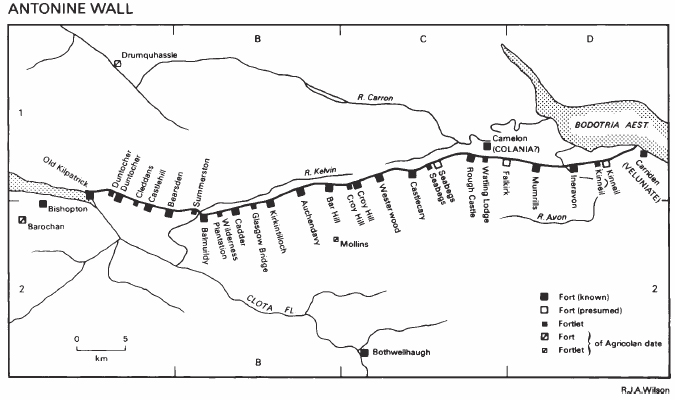 ANTONINE WALL
B
C
D
Drumquhassle
1
R. Carron
BODOTRIA AEST.
Camelon
(COLANIA?)
Old Kilpatrick
Duntocher
Duntocher
Cleddans
Castlehill
Bearsden
Summerston
R. Kelvin
Balmuildy
Wilderness
Plantation
Cadder
Glasgow Bridge
Kirkintilloch
Auchendavy
Bar Hill
Croy Hill
Croy Hill
Westerwood
Castlecary
Seabegs
Seabegs
Rough Castle
Watling Lodge
Falkirk
Mumrills
Inveravon
Kinneil
Kinneil
Carriden
(VELUNIATE)
R. Avon
Bishopton
Barochan
Mollins
2
2
CLOTA FL.
0 5
km
Bothwellhaugh
B
Fort (known)
Fort (presumed)
Fortlet
Fort
Fortlet
of Agricolan date
R.J.A. Wilson